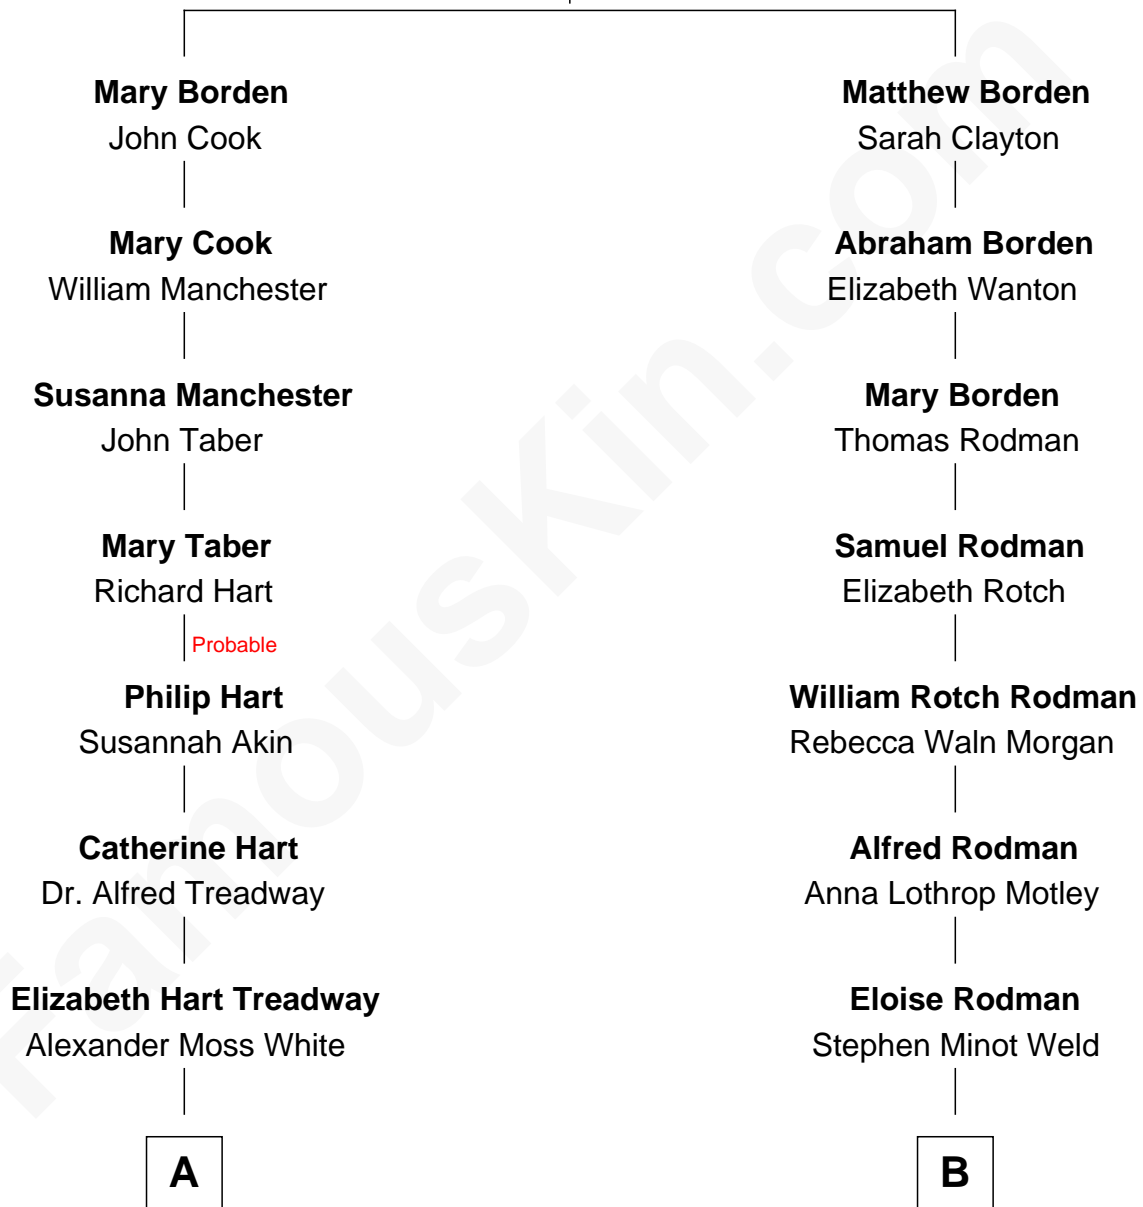 Mary Borden
John Cook
Mary Cook
William Manchester
Susanna Manchester
John Taber
Mary Taber
Richard Hart
Probable
Philip Hart
Susannah Akin
Catherine Hart
Dr. Alfred Treadway
Elizabeth Hart Treadway
Alexander Moss White
A
Matthew Borden
Sarah Clayton
Abraham Borden
Elizabeth Wanton
Mary Borden
Thomas Rodman
Samuel Rodman
Elizabeth Rotch
William Rotch Rodman
Rebecca Waln Morgan
Alfred Rodman
Anna Lothrop Motley
Eloise Rodman
Stephen Minot Weld
B
FamousKin.com